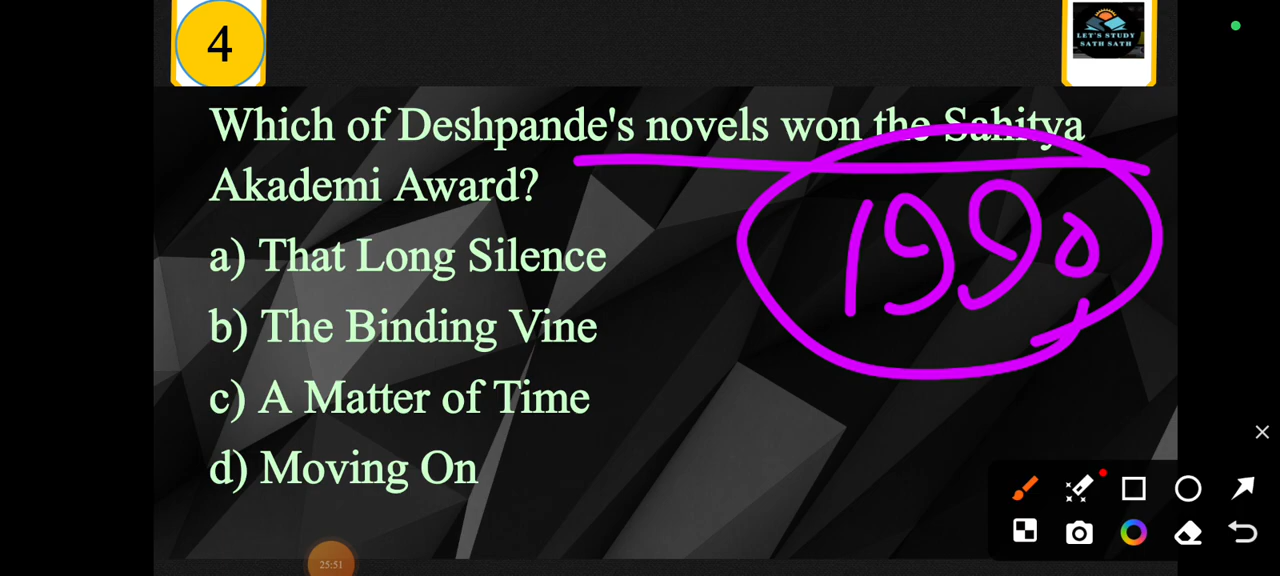 4
LET'S STUDY
SATH SATH
Which of Deshpande's novels won the Sahitya
Akademi Award?
1990
a) That Long Silence
b) The Binding Vine
c) A Matter of Time
d) Moving On
25:51